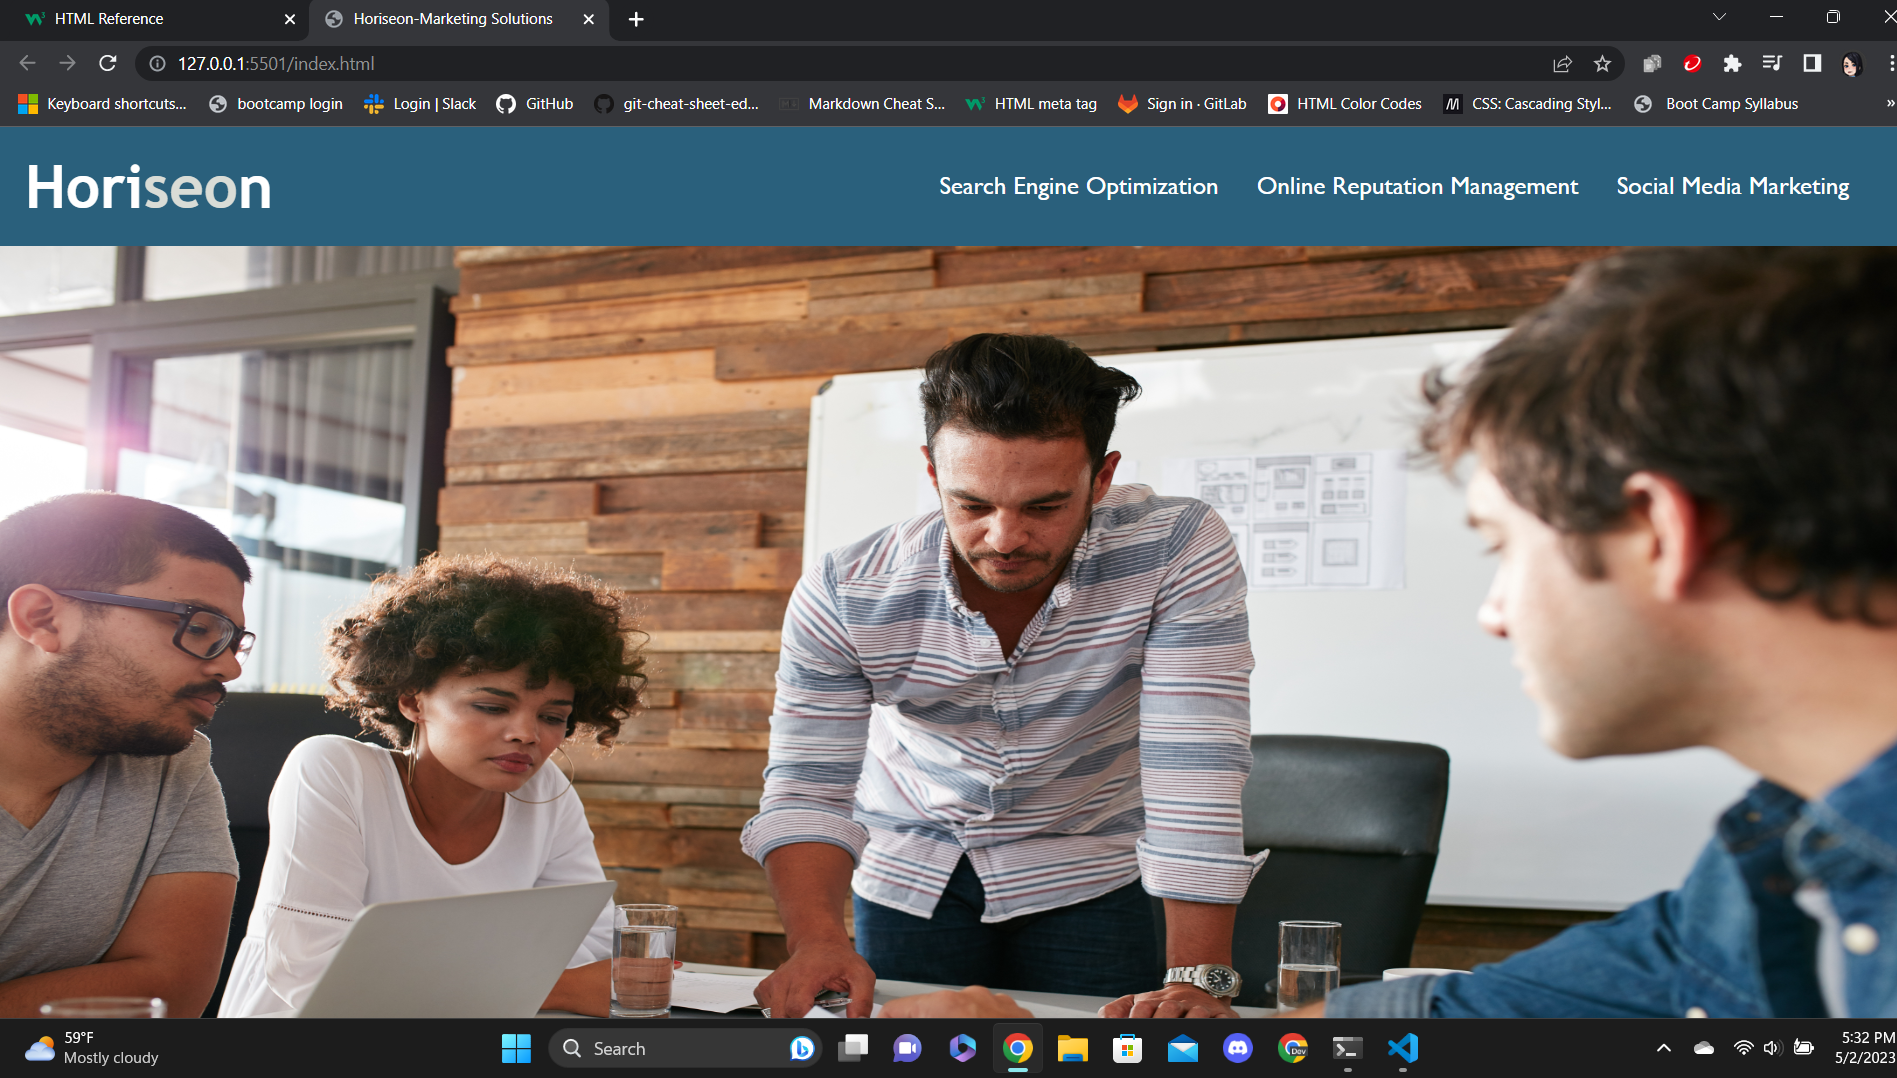 HTML Reference
Horiseon-Marketing Solutions
127.0.0.1:5501/index.html
Keyboard shortcuts...
bootcamp login
Login | Slack
GitHub
git-cheat-sheet-ed...
Markdown Cheat S...
HTML meta tag
Sign in · GitLab
HTML Color Codes
CSS: Cascading Styl...
Boot Camp Syllabus
»
Horiseon
Search Engine Optimization
Online Reputation Management
Social Media Marketing
59°F
Mostly cloudy
Search
Dev
5:32 PM
5/2/2023